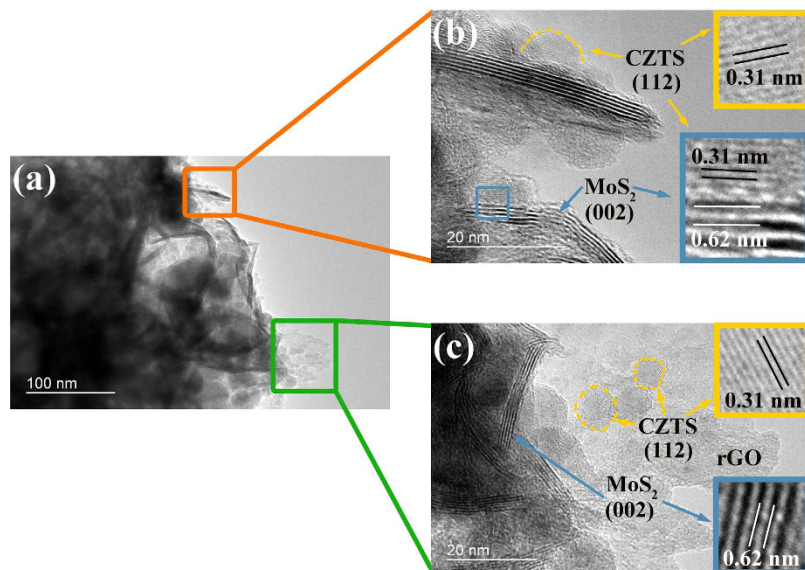 (a)
100 nm
(b)
CZTS
(112)
0.31 nm
MoS₂
(002)
20 nm
0.31 nm
0.62 nm
(c)
CZTS
(112)
0.31 nm
rGO
MoS₂
(002)
20 nm
0.62 nm